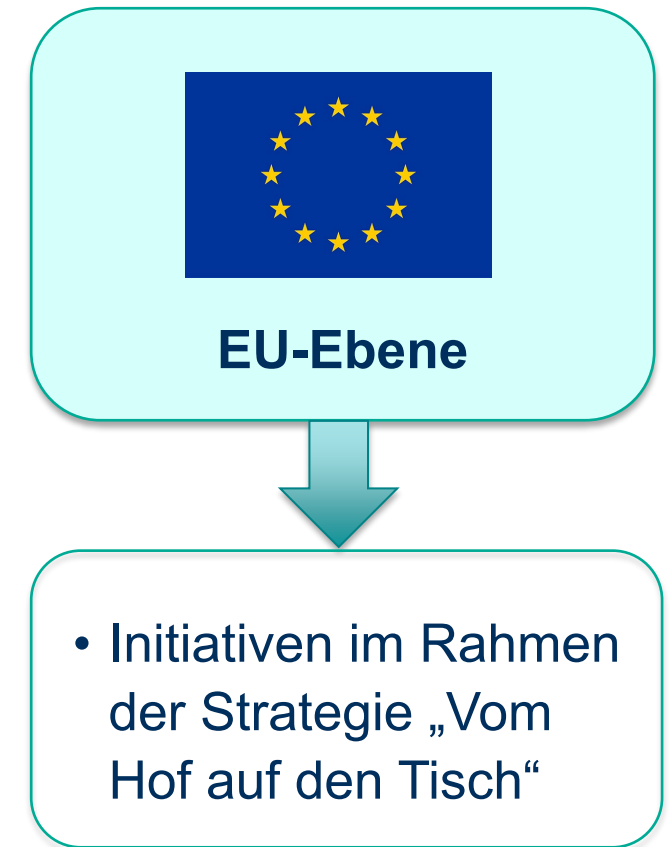 EU-Ebene
• Initiativen im Rahmen
der Strategie „Vom
Hof auf den Tisch“